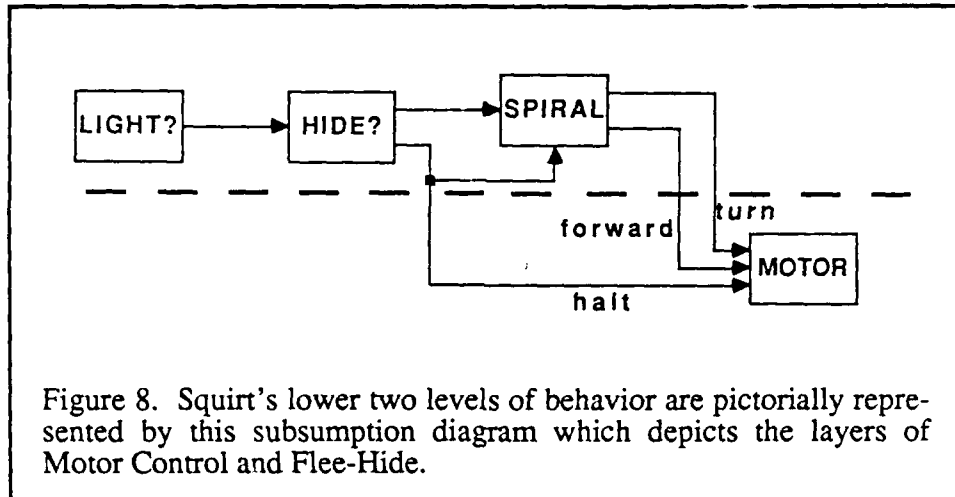 LIGHT?
HIDE?
SPIRAL
turn
forward
MOTOR
halt
Figure 8. Squirt's lower two levels of behavior are pictorially repre-
sented by this subsumption diagram which depicts the layers of
Motor Control and Flee-Hide.